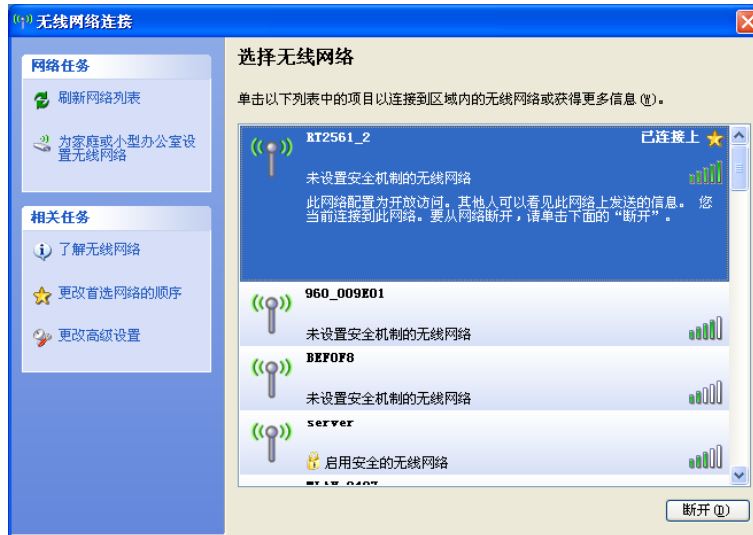 无线网络连接
网络任务
刷新网络列表
为家庭或小型办公室设
置无线网络
相关任务
了解无线网络
更改首选网络的顺序
更改高级设置
选择无线网络
单击以下列表中的项目以连接到区域内的无线网络或获得更多信息(W)。
RT2561_2 已连接上
未设置安全机制的无线网络
此网络配置为开放访问。其他人可以看见此网络上发送的信息。 您
当前连接到此网络。要从网络断开,请单击下面的“断开”。
960_009E01
未设置安全机制的无线网络
BEF0F8
未设置安全机制的无线网络
server
启用安全的无线网络
断开(D)